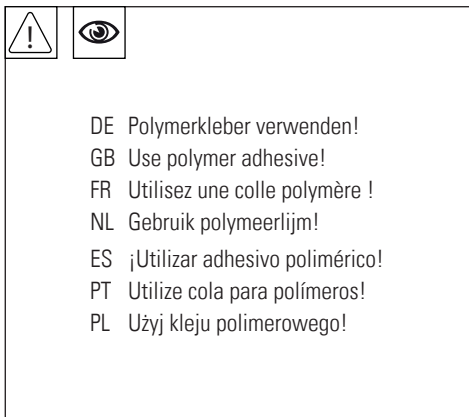 DE Polymerkleber verwenden!
GB Use polymer adhesive!
FR Utilisez une colle polymère !
NL Gebruik polymeerlijm!
ES ¡Utilizar adhesivo polimérico!
PT Utilize cola para polímeros!
PL Użyj kleju polimerowego!